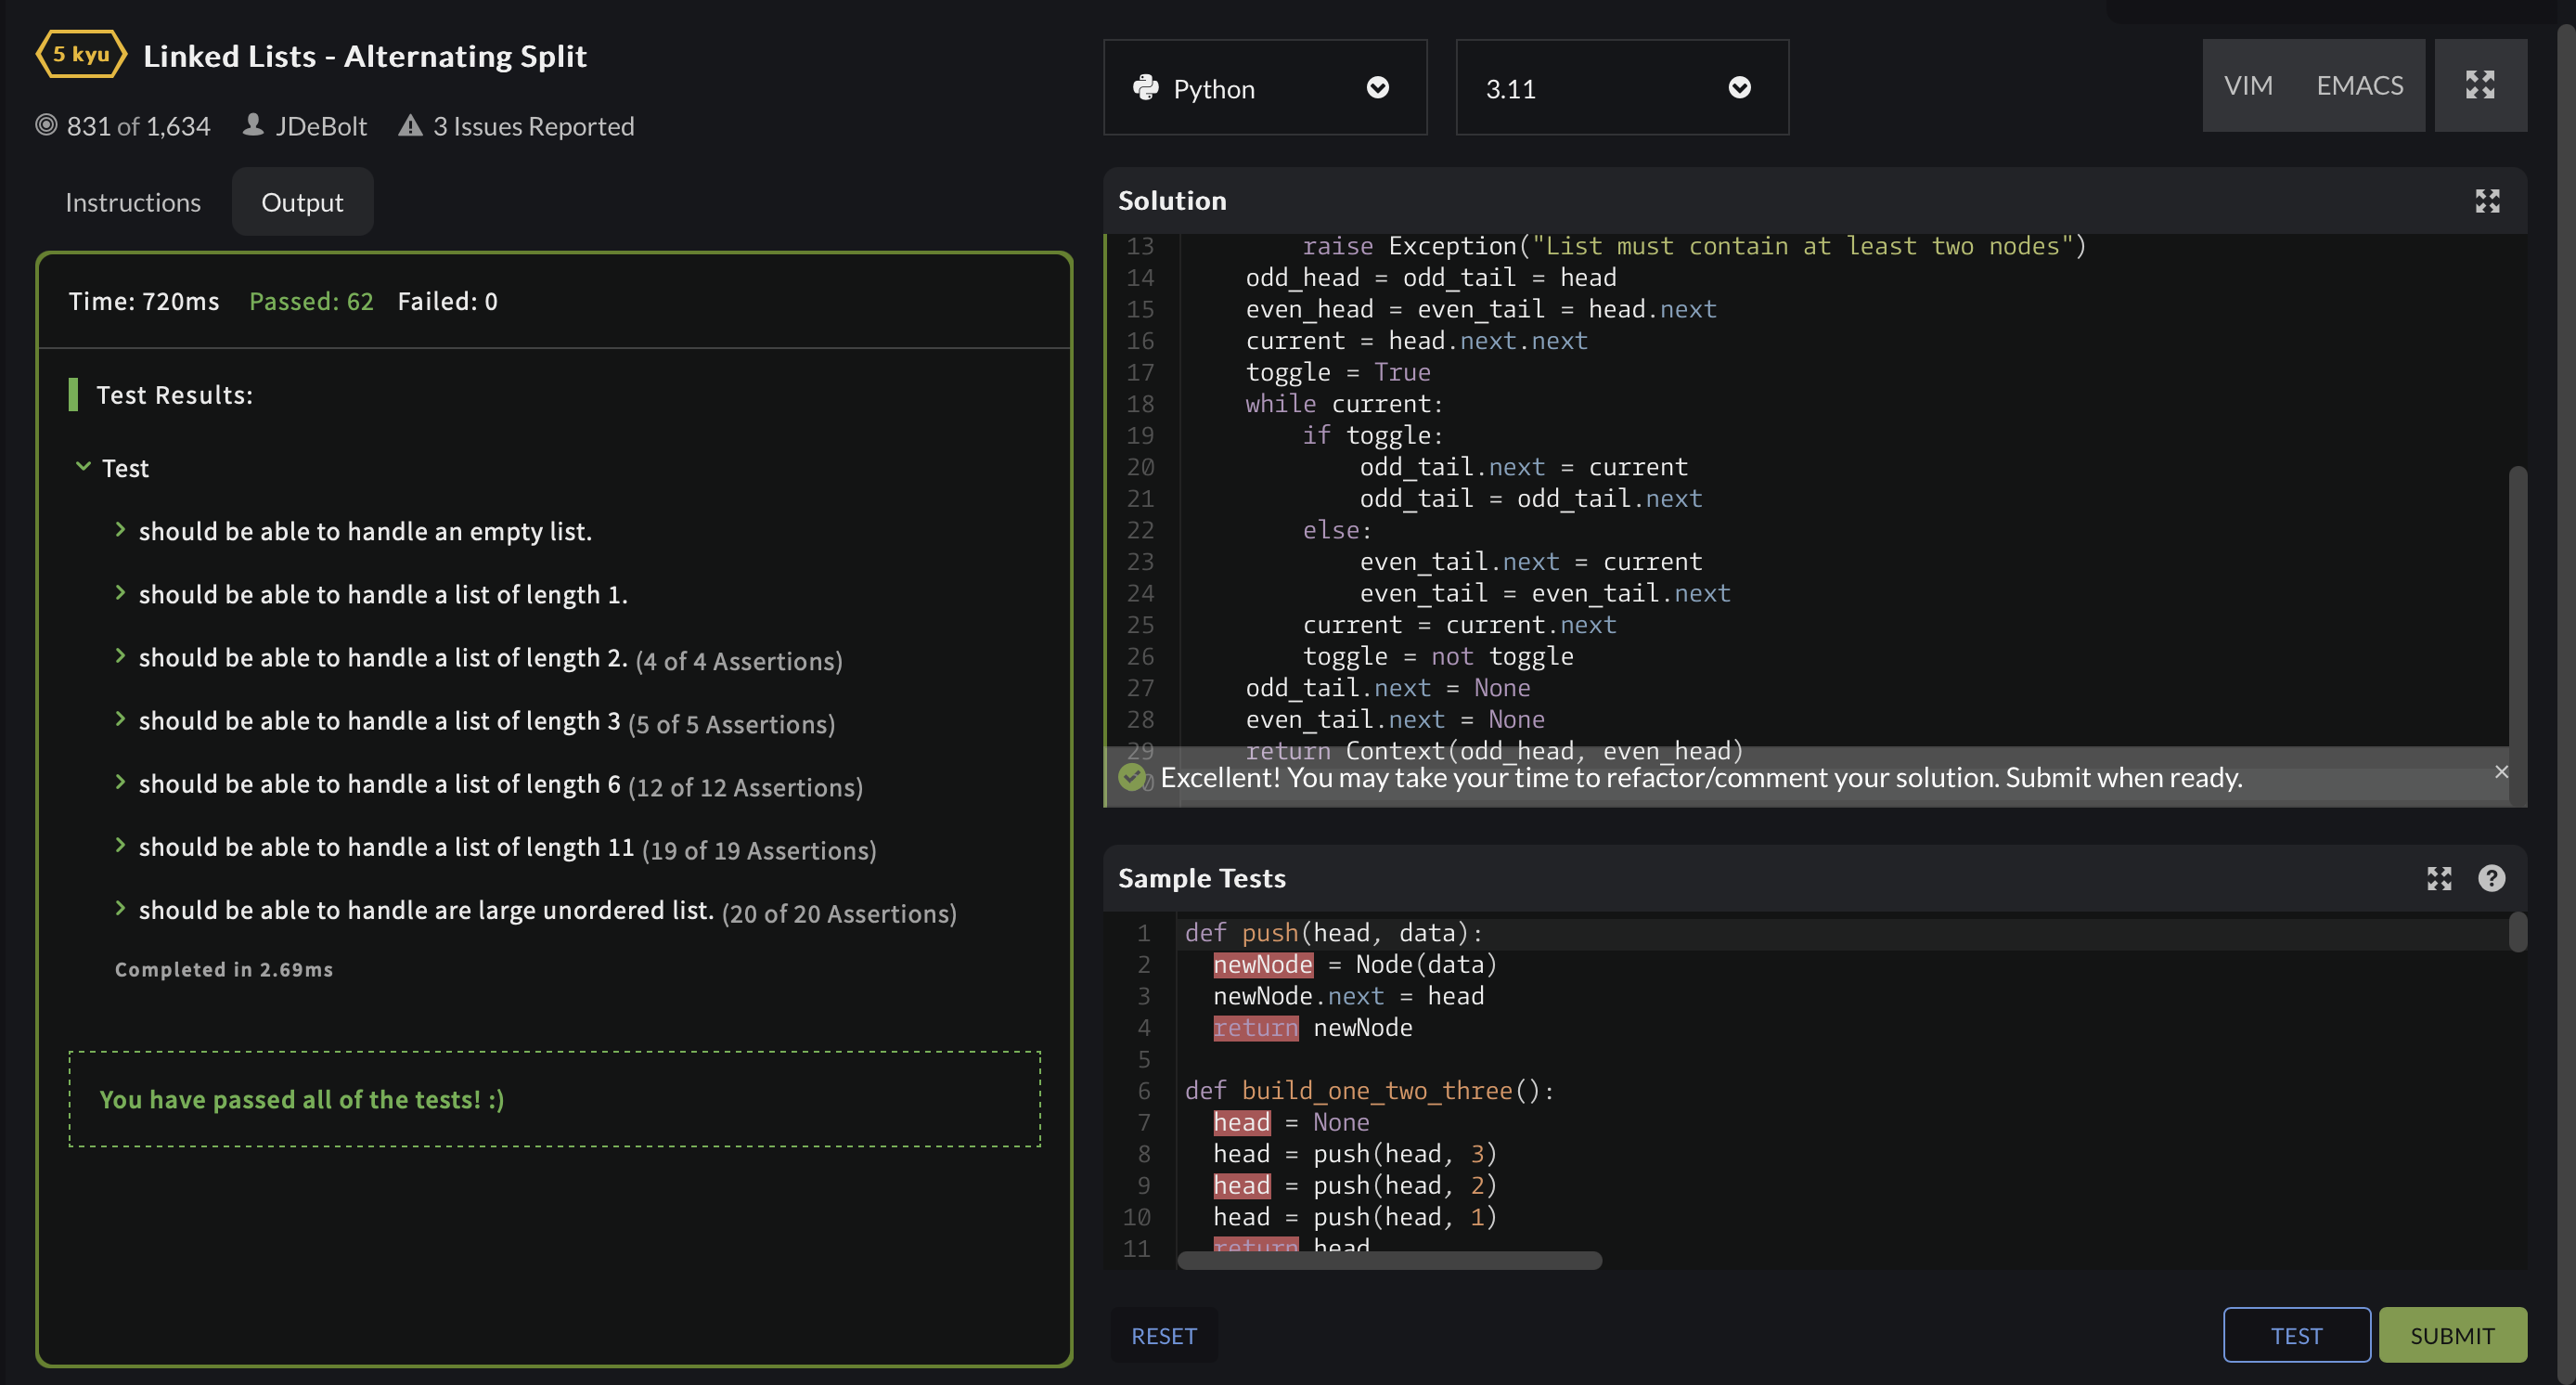 5 kyu Linked Lists - Alternating Split
831 of 1,634 JDeBolt 3 Issues Reported
Instructions Output
Time: 720ms Passed: 62 Failed: 0
Test Results:
Test
should be able to handle an empty list.
should be able to handle a list of length 1.
should be able to handle a list of length 2. (4 of 4 Assertions)
should be able to handle a list of length 3 (5 of 5 Assertions)
should be able to handle a list of length 6 (12 of 12 Assertions)
should be able to handle a list of length 11 (19 of 19 Assertions)
should be able to handle are large unordered list. (20 of 20 Assertions)
Completed in 2.69ms
You have passed all of the tests! :)
Python 3.11 VIM EMACS
Solution
13 raise Exception("List must contain at least two nodes")
14 odd_head = odd_tail = head
15 even_head = even_tail = head.next
16 current = head.next.next
17 toggle = True
18 while current:
19 if toggle:
20 odd_tail.next = current
21 odd_tail = odd_tail.next
22 else:
23 even_tail.next = current
24 even_tail = even_tail.next
25 current = current.next
26 toggle = not toggle
27 odd_tail.next = None
28 even_tail.next = None
29 return Context(odd_head, even_head)
Excellent! You may take your time to refactor/comment your solution. Submit when ready.
Sample Tests
1 def push(head, data):
2 newNode = Node(data)
3 newNode.next = head
4 return newNode
5
6 def build_one_two_three():
7 head = None
8 head = push(head, 3)
9 head = push(head, 2)
10 head = push(head, 1)
11 return head
RESET TEST SUBMIT